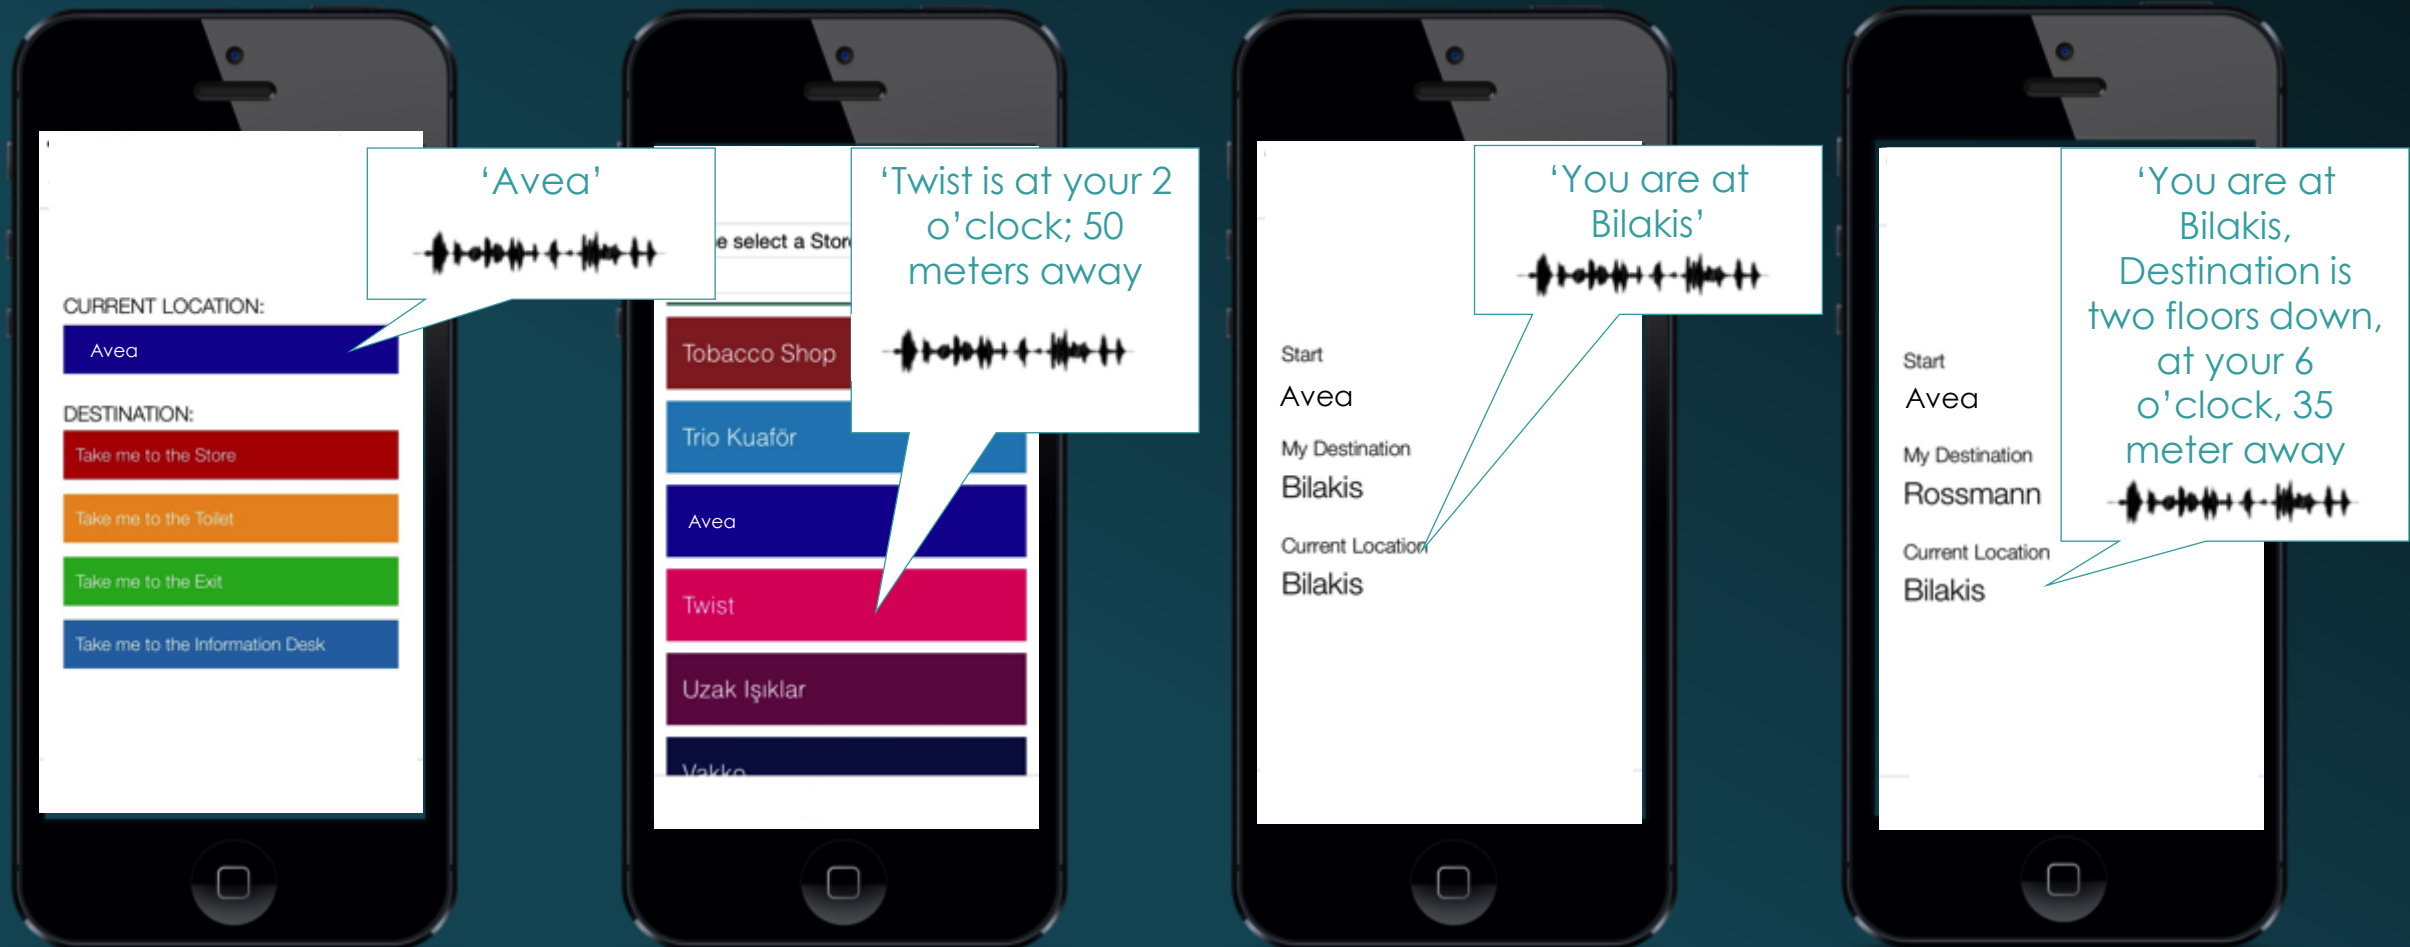 ‘Avea’
CURRENT LOCATION:
Avea
DESTINATION:
Take me to the Store
Take me to the Toilet
Take me to the Exit
Take me to the Information Desk
‘Twist is at your 2
o’clock; 50
meters away
select a
Tobacco Shop
Trio Kuaför
Avea
Twist
Uzak Işıklar
Vakko
‘You are at
Bilakis’
Start
Avea
My Destination
Bilakis
Current Location
Bilakis
‘You are at
Bilakis,
Destination is
two floors down,
at your 6
o’clock, 35
meter away
Start
Avea
My Destination
Rossmann
Current Location
Bilakis